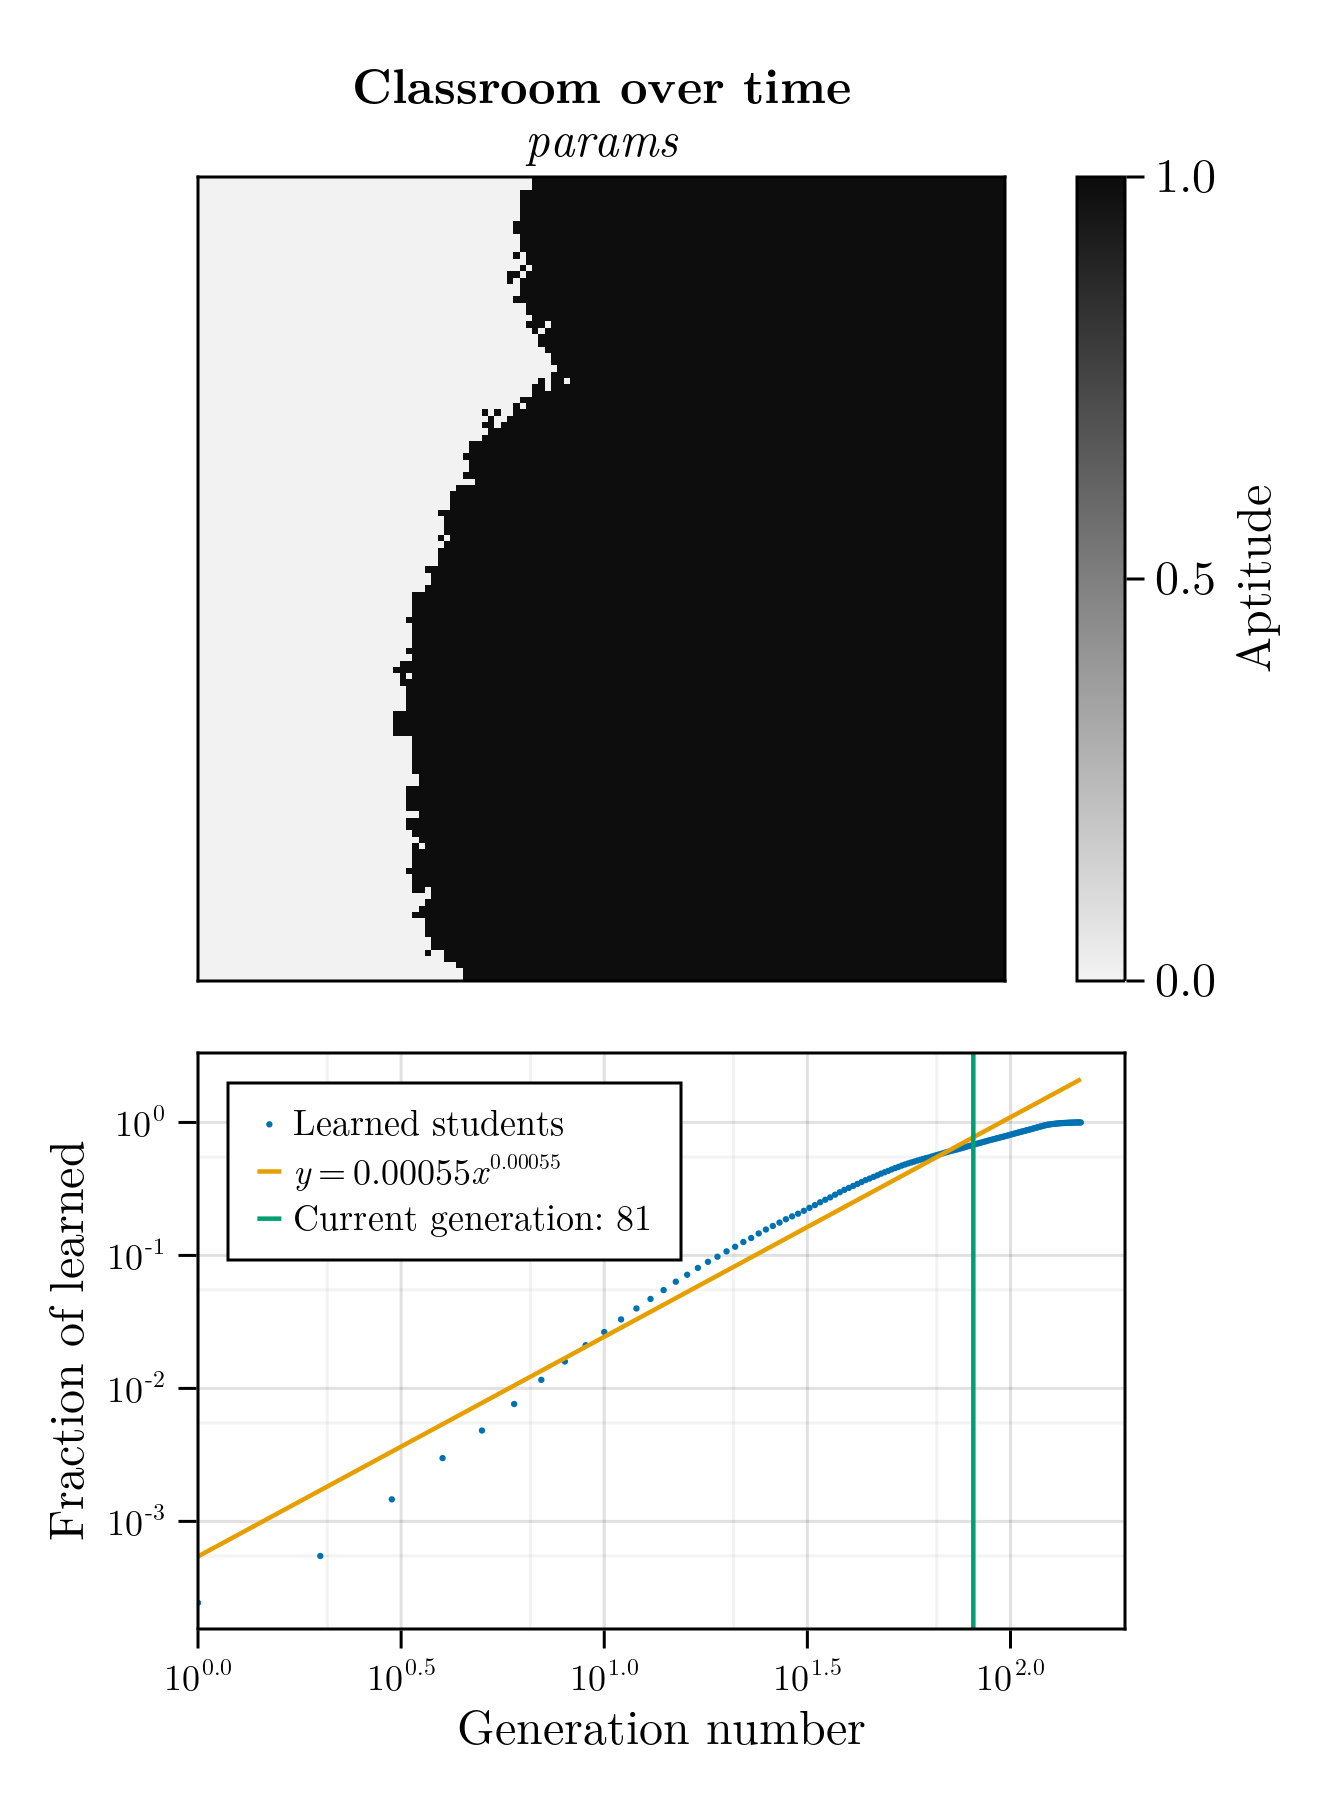 Classroom over time
params
1.0
0.5
0.0
Aptitude
Learned students
y = 0.00055x^0.00055
Current generation: 81
10^0
10^-1
10^-2
10^-3
Fraction of learned
10^0.0 10^0.5 10^1.0 10^1.5 10^2.0
Generation number